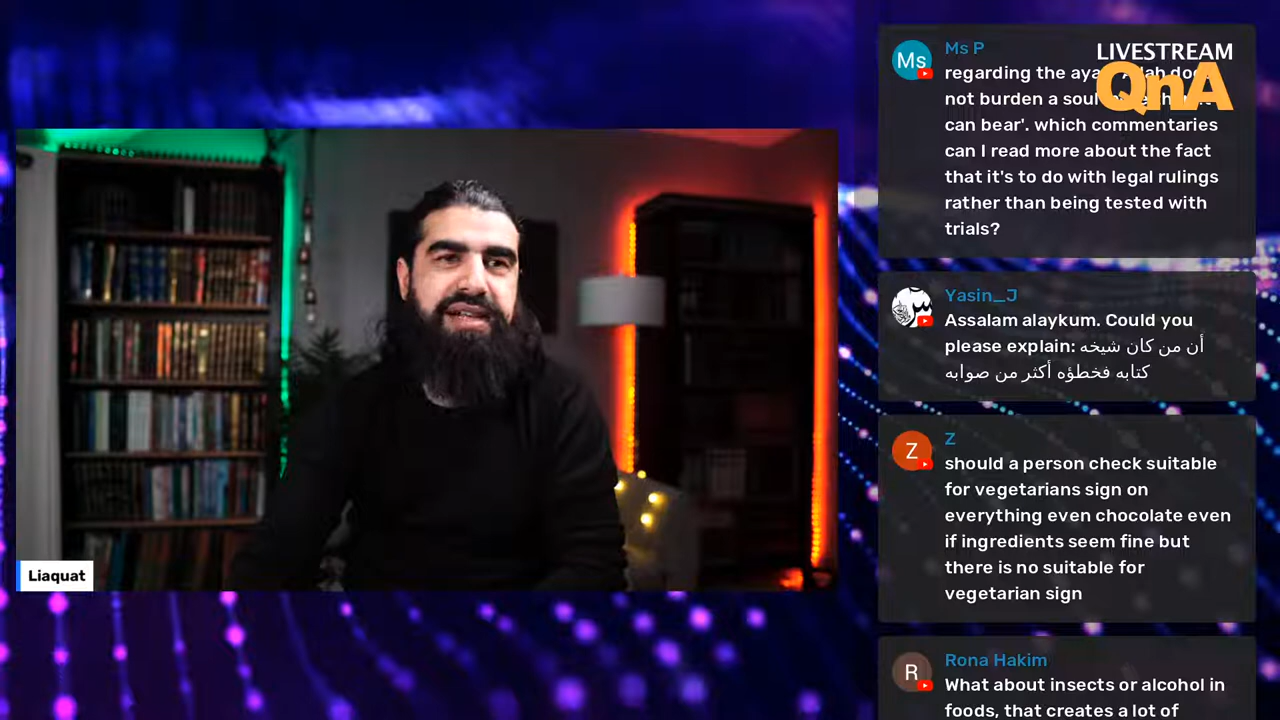 Liaquat
LIVESTREAM
QnA
Ms
Ms P
regarding the
not burden a soul
can bear'. which commentaries
can I read more about the fact
that it's to do with legal rulings
rather than being tested with
trials?
Yasin_J
Assalam alaykum. Could you
please explain: أن من كان شيخه
كتابه فخطؤه أكثر من صوابه
Z
Z
should a person check suitable
for vegetarians sign on
everything even chocolate even
if ingredients seem fine but
there is no suitable for
vegetarian sign
R
Rona Hakim
What about insects or alcohol in
foods, that creates a lot of